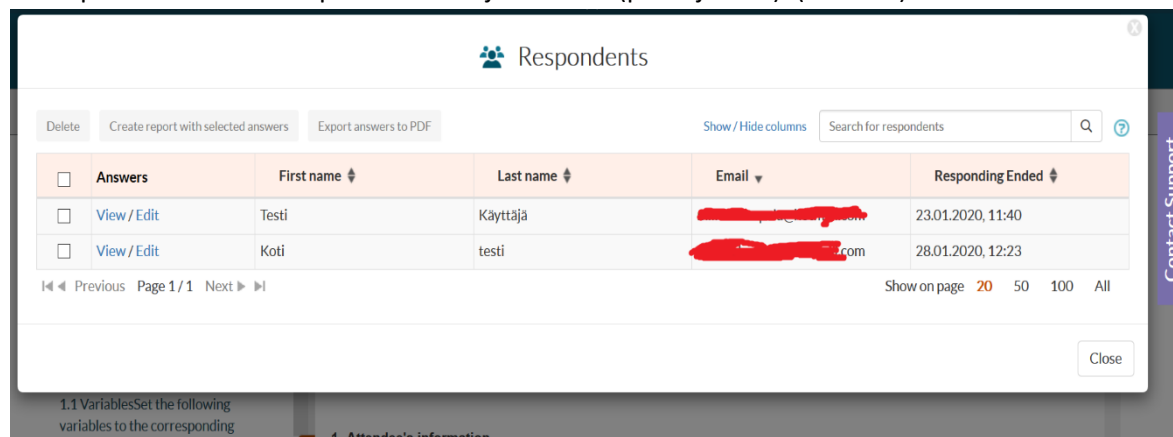 Respondents
Delete Create report with selected answers Export answers to PDF Show / Hide columns Search for respondents
Answers First name Last name Email Responding Ended
View / Edit Testi Käyttäjä 23.01.2020, 11:40
View / Edit Koti testi com 28.01.2020, 12:23
Previous Page 1 / 1 Next Show on page 20 50 100 All
Close
Contact Support
1.1 VariablesSet the following
variables to the corresponding
1. Attendee's information